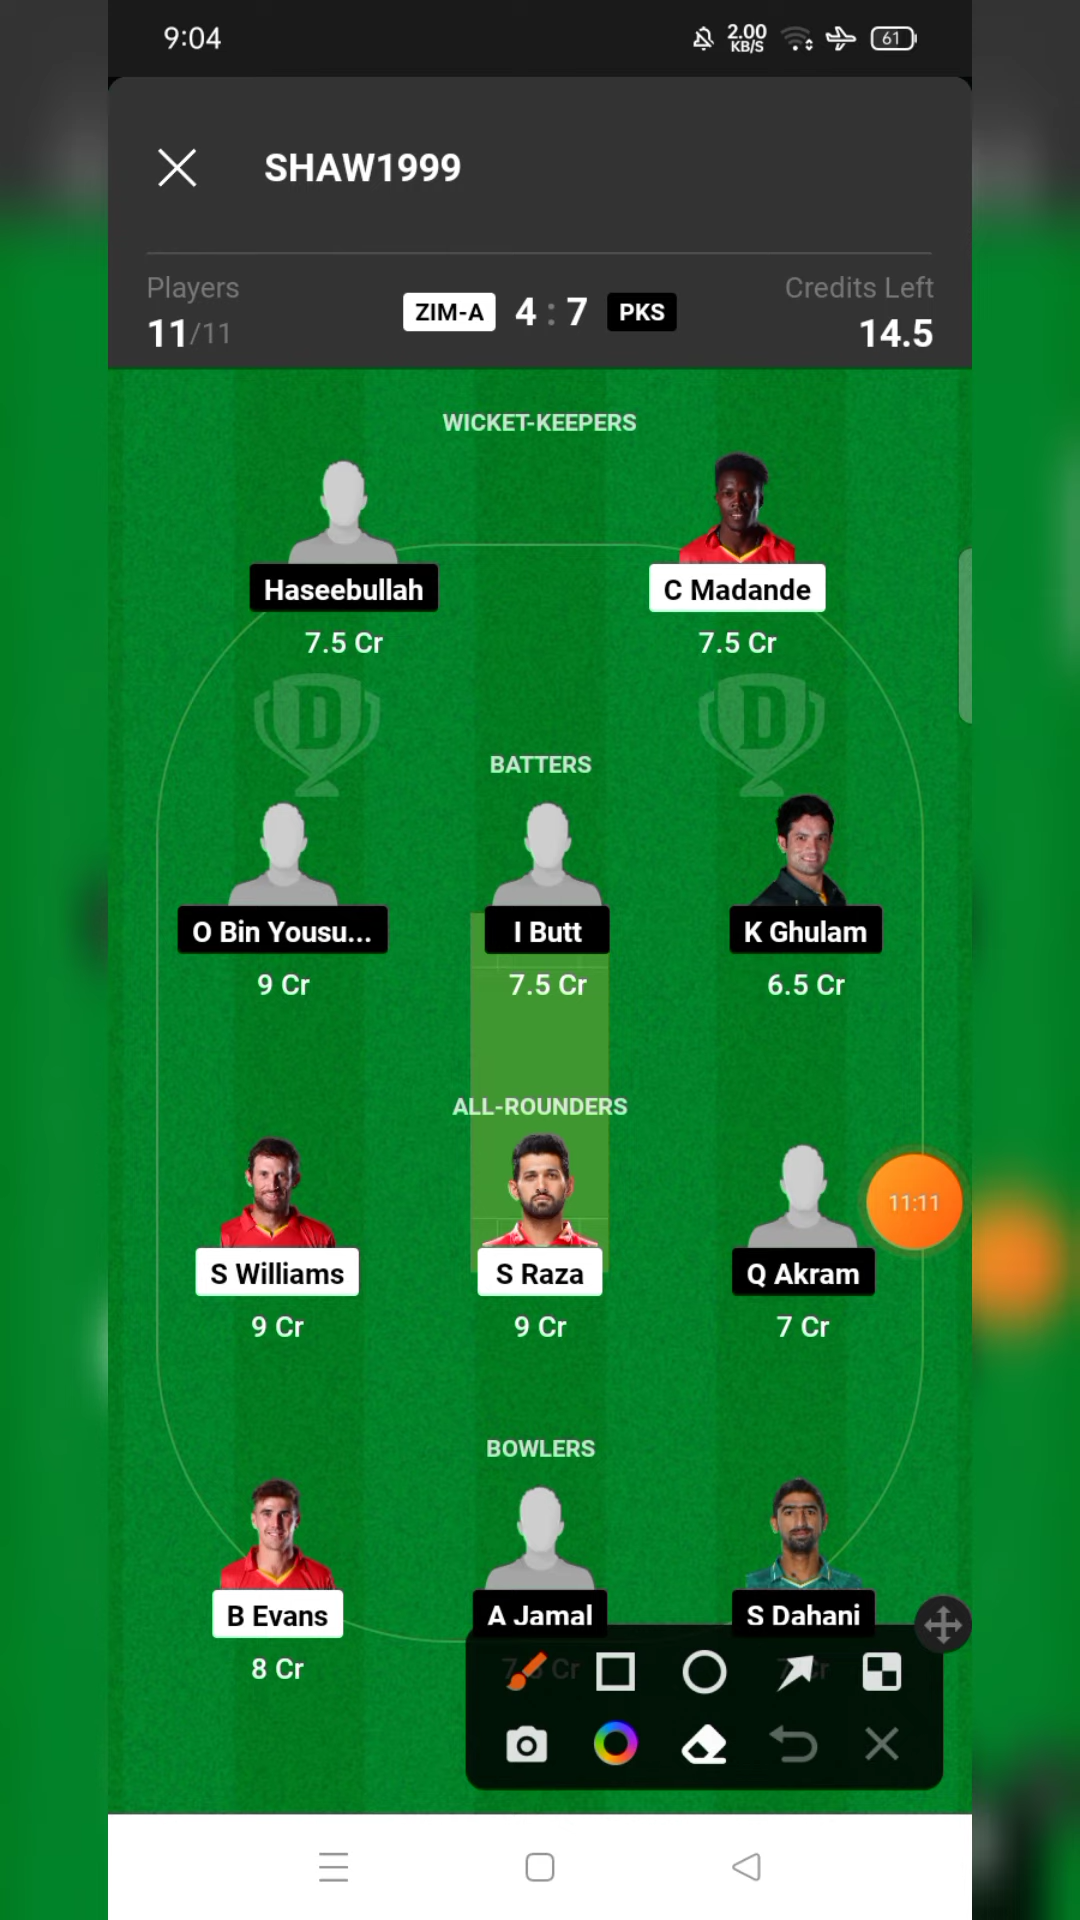 9:04
2.00
KB/S
61
SHAW1999
Players
Credits Left
11/11
ZIM-A 4 : 7 PKS
14.5
WICKET-KEEPERS
Haseebullah
C Madande
7.5 Cr
7.5 Cr
D
D
BATTERS
O Bin Yousu...
I Butt
K Ghulam
9 Cr
7.5 Cr
6.5 Cr
ALL-ROUNDERS
11:11
S Williams
S Raza
Q Akram
9 Cr
9 Cr
7 Cr
BOWLERS
B Evans
A Jamal
S Dahani
8 Cr